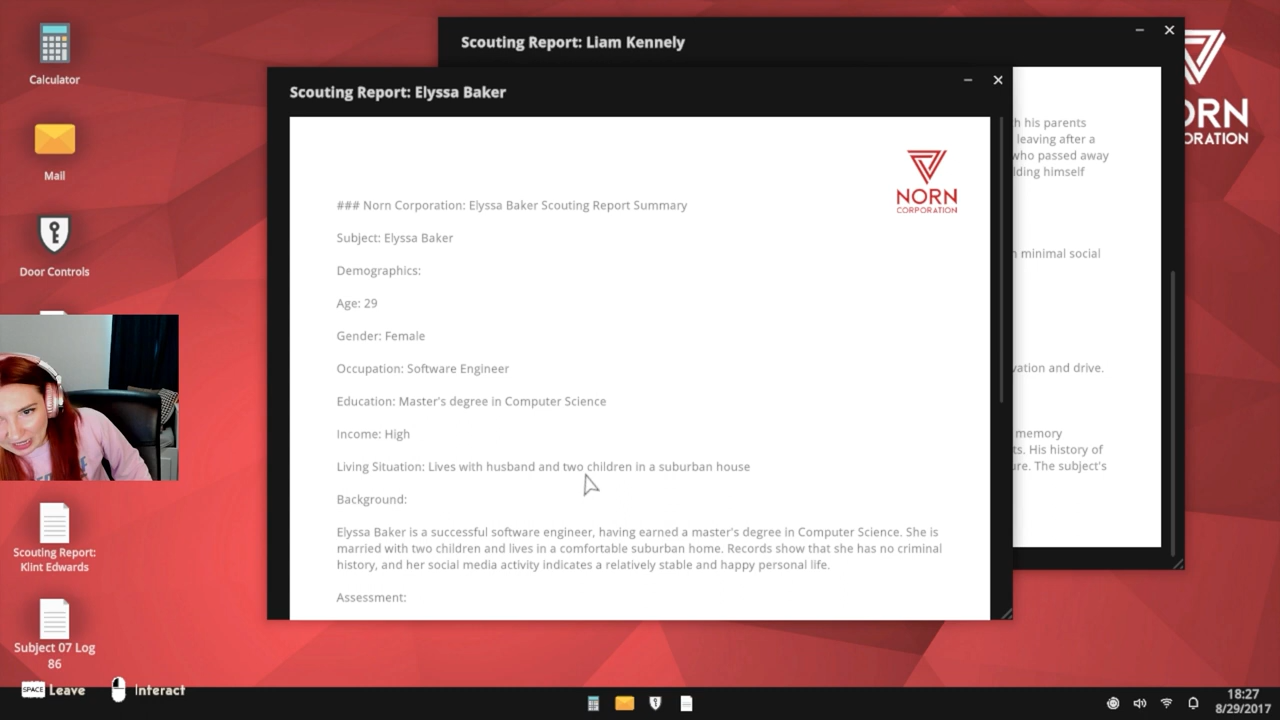 Calculator
Mail
Door Controls
Scouting Report:
Klint Edwards
Subject 07 Log
86
SPACE Leave
Interact
Scouting Report: Liam Kennely
h his parents
leaving after a
who passed away
lding himself
minimal social
vation and drive.
memory
ts. His history of
ure. The subject's
NORN
CORPORATION
Scouting Report: Elyssa Baker
NORN
CORPORATION
### Norn Corporation: Elyssa Baker Scouting Report Summary
Subject: Elyssa Baker
Demographics:
Age: 29
Gender: Female
Occupation: Software Engineer
Education: Master's degree in Computer Science
Income: High
Living Situation: Lives with husband and two children in a suburban house
Background:
Elyssa Baker is a successful software engineer, having earned a master's degree in Computer Science. She is
married with two children and lives in a comfortable suburban home. Records show that she has no criminal
history, and her social media activity indicates a relatively stable and happy personal life.
Assessment:
18:27
8/29/2017